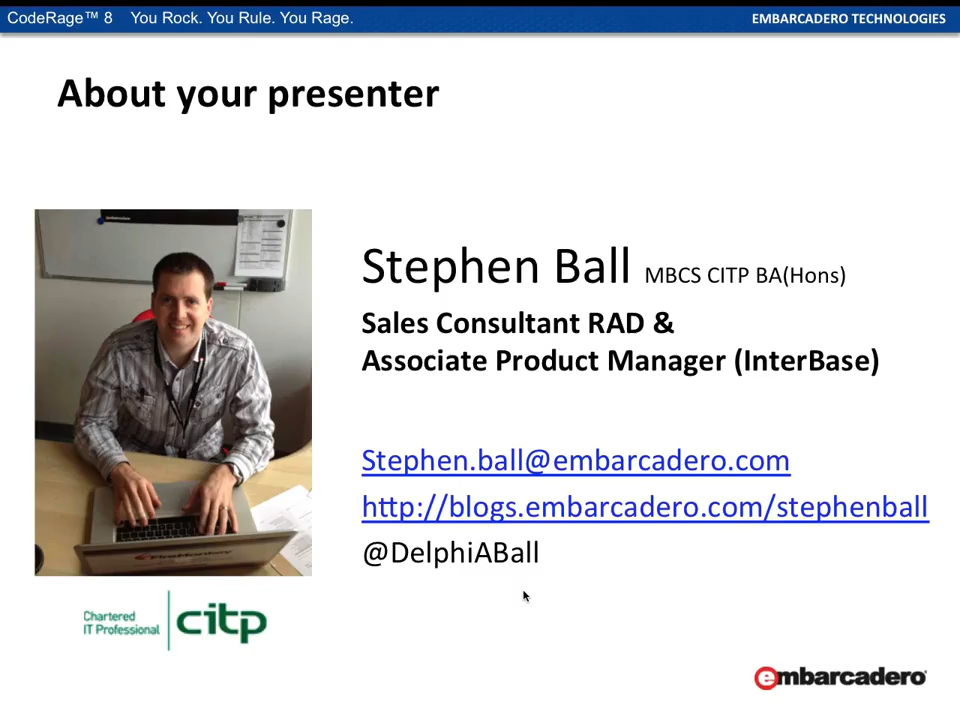 CodeRage™ 8 You Rock. You Rule. You Rage.
EMBARCADERO TECHNOLOGIES
About your presenter
Stephen Ball MBCS CITP BA(Hons)
Sales Consultant RAD &
Associate Product Manager (InterBase)
Stephen.ball@embarcadero.com
http://blogs.embarcadero.com/stephenball
@DelphiABall
Chartered
IT Professional
citp
embarcadero